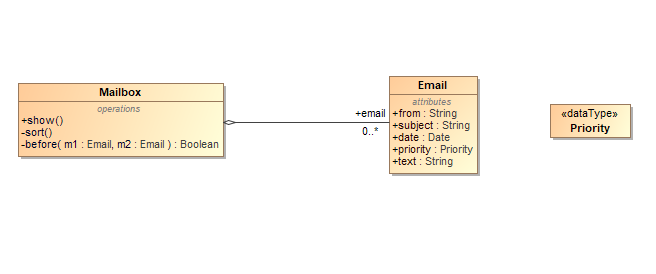 Mailbox
operations
+show()
-sort()
-before( m1 : Email, m2 : Email ) : Boolean
+email
0..*
Email
attributes
+from : String
+subject : String
+date : Date
+priority : Priority
+text : String
«dataType»
Priority